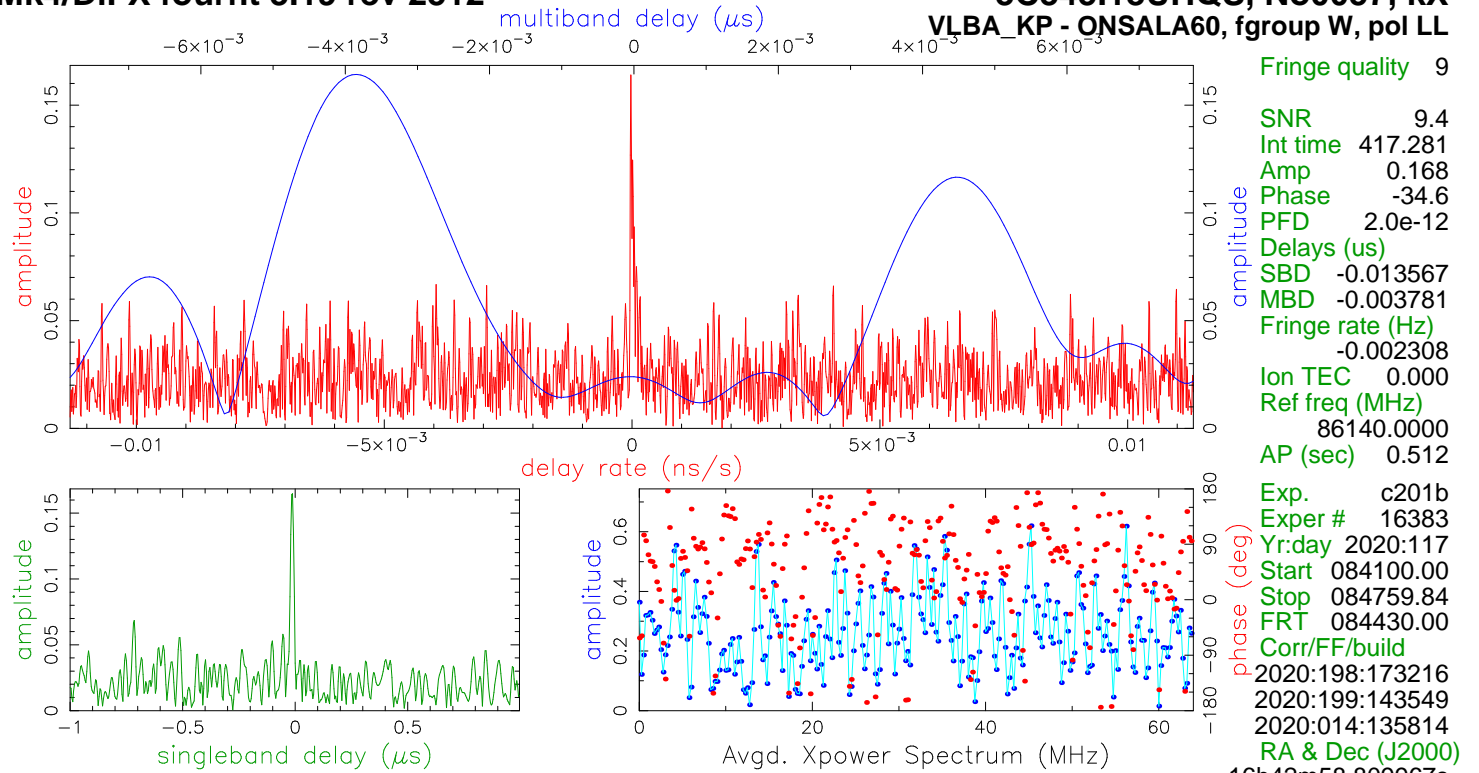 multiband delay (μs)
VLBA_KP - ONSALA60, fgroup W, pol LL
−6×10⁻³ −4×10⁻³ −2×10⁻³ 0 2×10⁻³ 4×10⁻³ 6×10⁻³
Fringe quality 9
SNR 9.4
Int time 417.281
Amp 0.168
Phase -34.6
PFD 2.0e-12
Delays (us)
SBD -0.013567
MBD -0.003781
Fringe rate (Hz)
-0.002308
Ion TEC 0.000
Ref freq (MHz)
86140.0000
AP (sec) 0.512
Exp. c201b
Exper # 16383
Yr:day 2020:117
Start 084100.00
Stop 084759.84
FRT 084430.00
Corr/FF/build
2020:198:173216
2020:199:143549
2020:014:135814
RA & Dec (J2000)
amplitude
0 0.05 0.1 0.15
amplitude
0 0.05 0.1 0.15
−0.01 −5×10⁻³ 0 5×10⁻³ 0.01
delay rate (ns/s)
amplitude
0 0.05 0.1 0.15
−1 −0.5 0 0.5
singleband delay (μs)
amplitude
0 0.2 0.4 0.6
phase (deg)
−180 −90 0 90 180
0 20 40 60
Avgd. Xpower Spectrum (MHz)